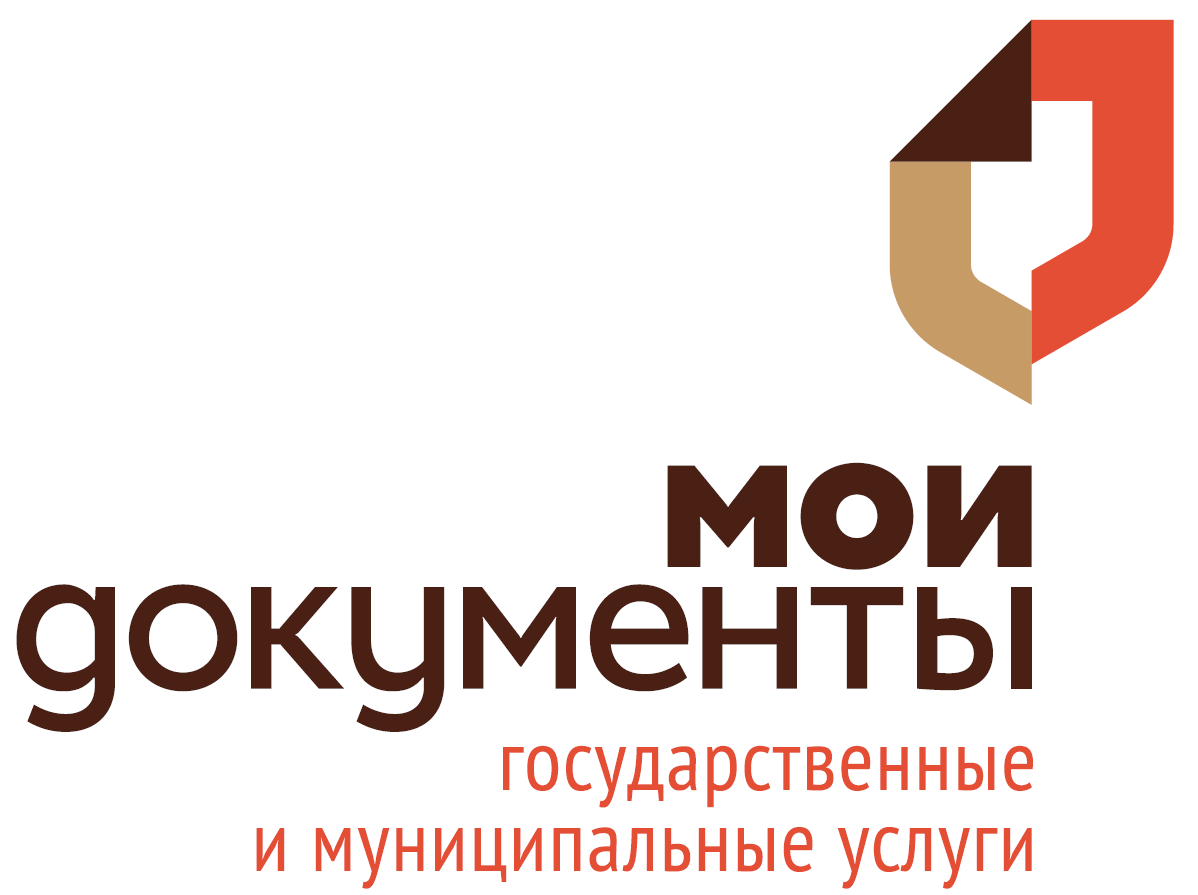 мои
документы
государственные
и муниципальные услуги